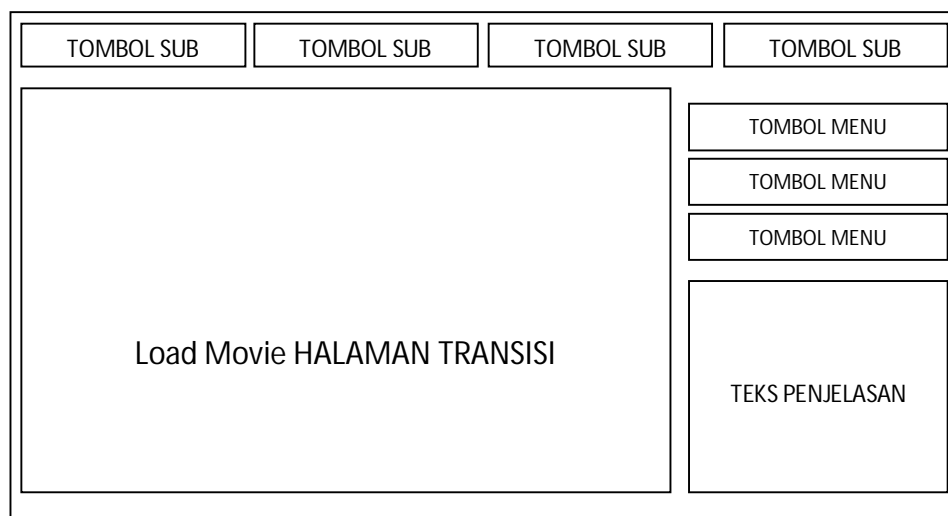 TOMBOL SUB
TOMBOL SUB
TOMBOL SUB
TOMBOL SUB
TOMBOL MENU
TOMBOL MENU
TOMBOL MENU
Load Movie HALAMAN TRANSISI
TEKS PENJELASAN